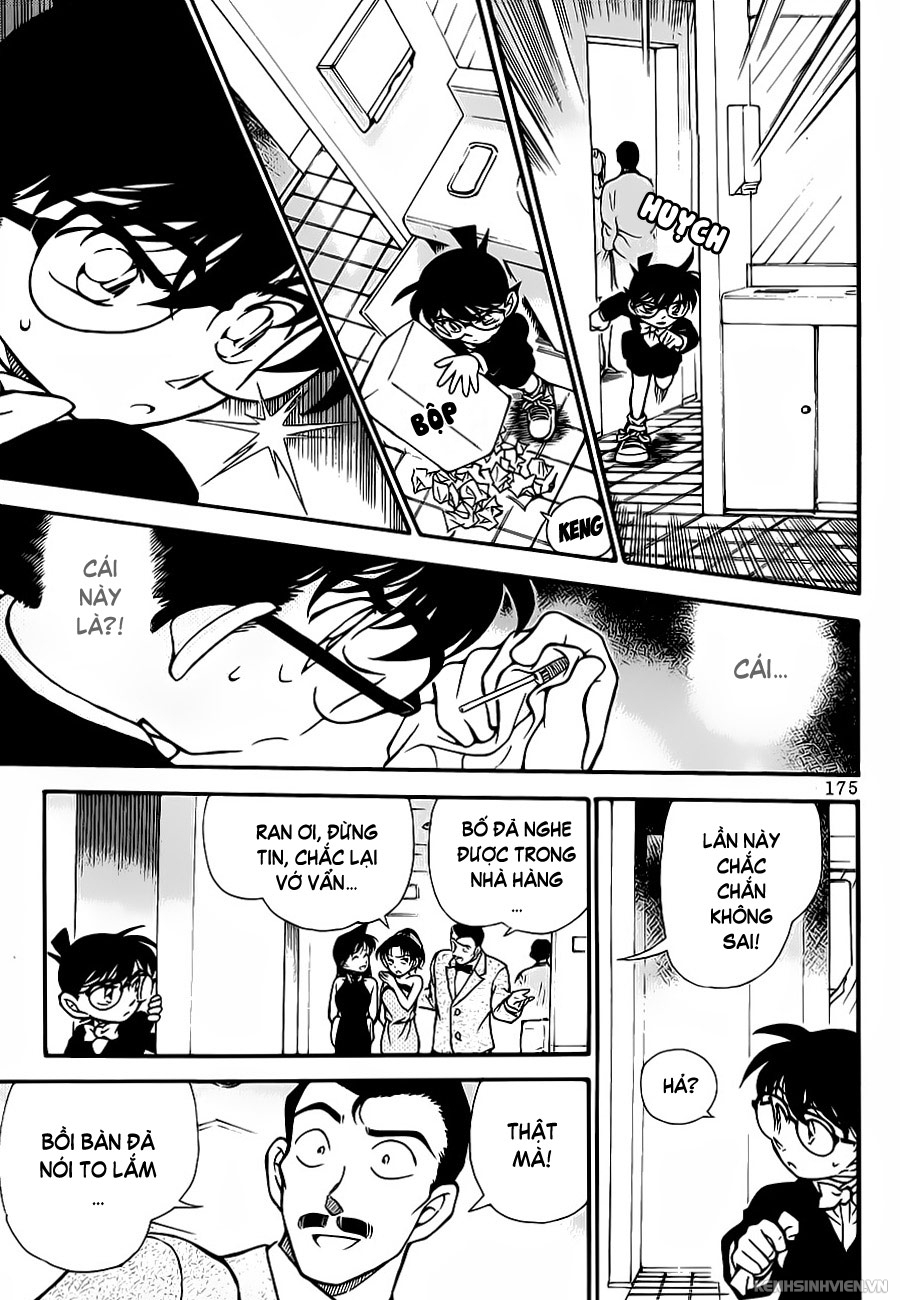 HUỴCH
BỘP
KENG
CÁI...
CÁI
NÀY
LÀ?!
175
LẦN NÀY
CHẮC
CHẮN
KHÔNG
SAI!
HẢ?
BỐ ĐÃ NGHE
ĐƯỢC TRONG
NHÀ HÀNG
...
RAN ƠI, ĐỪNG
TIN, CHẮC LẠI
VỚ VẨN...
THẬT
MÀ!
BỒI BÀN ĐÃ
NÓI TO LẮM
...
KENHSINHVIEN.VN